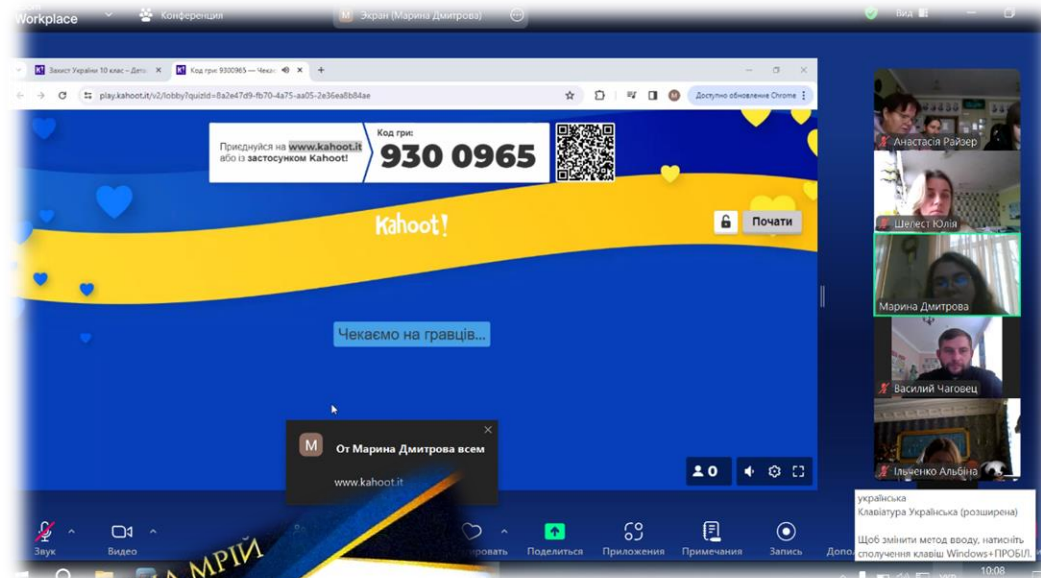 Workplace
Конференция
М Экран (Марина Дмитрова)
Вид
Захист України 10 клас – Дета
Код гри: 9300965 — Чека
play.kahoot.it/v2/lobby?quizId=8a2e47d9-fb70-4a75-aa05-2e36ea8b84ae
Доступно обновление Chrome
Приєднуйся на www.kahoot.it
або із застосунком Kahoot!
Код гри:
930 0965
Kahoot!
Почати
Чекаємо на гравців...
М
От Марина Дмитрова всем
www.kahoot.it
0
Анастасія Райзер
Шелест Юлія
Марина Дмитрова
Василий Чаговец
Ільченко Альбіна
українська
Клавіатура Українська (розширена)
Щоб змінити метод вводу, натисніть
сполучення клавіш Windows+ПРОБІЛ.
Звук
Видео
Поделиться
Приложения
Примечания
Запись
МРІЙ
10:08